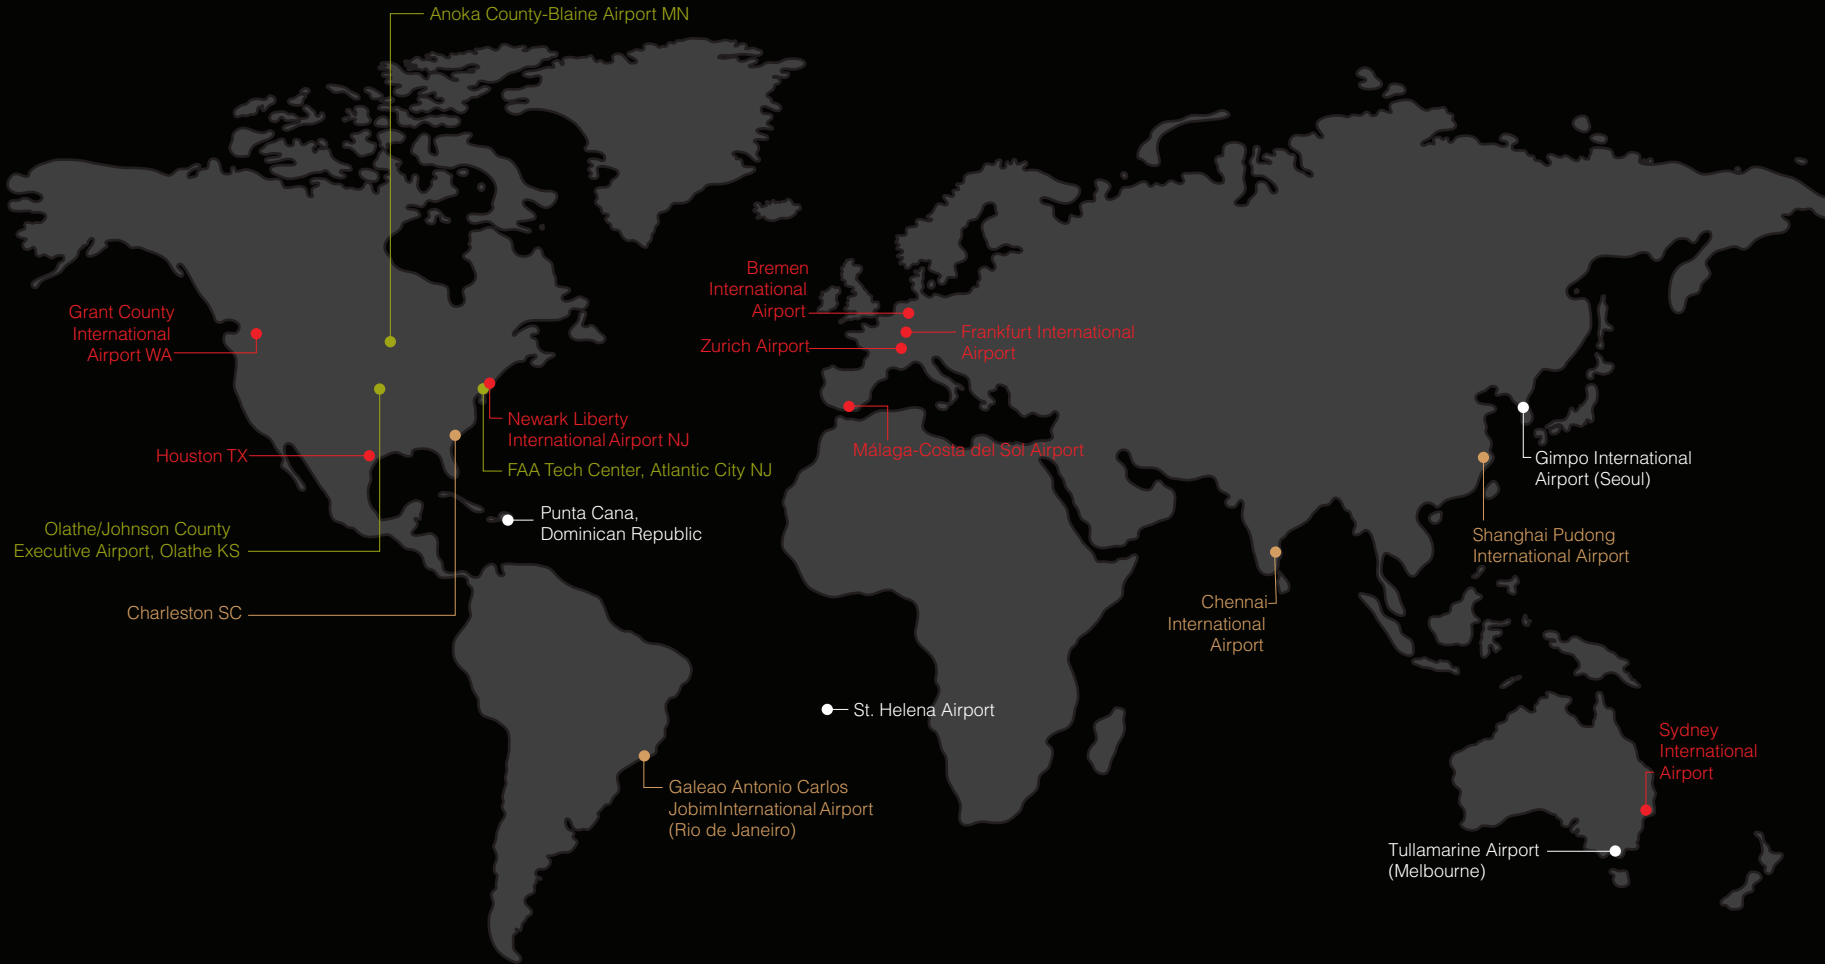 Anoka County-Blaine Airport MN
Grant County
International
Airport WA
Bremen
International
Airport
Frankfurt International
Airport
Zurich Airport
Newark Liberty
International Airport NJ
Houston TX
FAA Tech Center, Atlantic City NJ
Málaga-Costa del Sol Airport
Gimpo International
Airport (Seoul)
Punta Cana,
Dominican Republic
Olathe/Johnson County
Executive Airport, Olathe KS
Shanghai Pudong
International Airport
Charleston SC
Chennai
International
Airport
St. Helena Airport
Sydney
International
Airport
Galeao Antonio Carlos
JobimInternational Airport
(Rio de Janeiro)
Tullamarine Airport
(Melbourne)